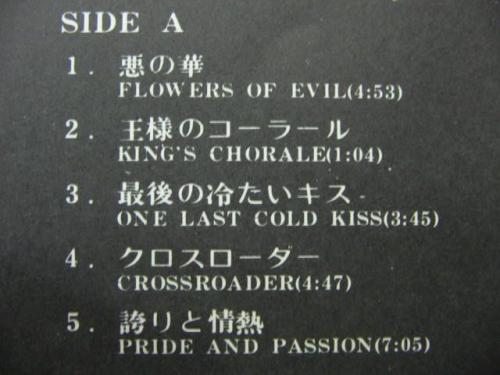 SIDE A
1. 悪の華
FLOWERS OF EVIL(4:53)
2. 王様のコーラール
KING'S CHORALE(1:04)
3. 最後の冷たいキス
ONE LAST COLD KISS(3:45)
4. クロスローダー
CROSSROADER(4:47)
5. 誇りと情熱
PRIDE AND PASSION(7:05)